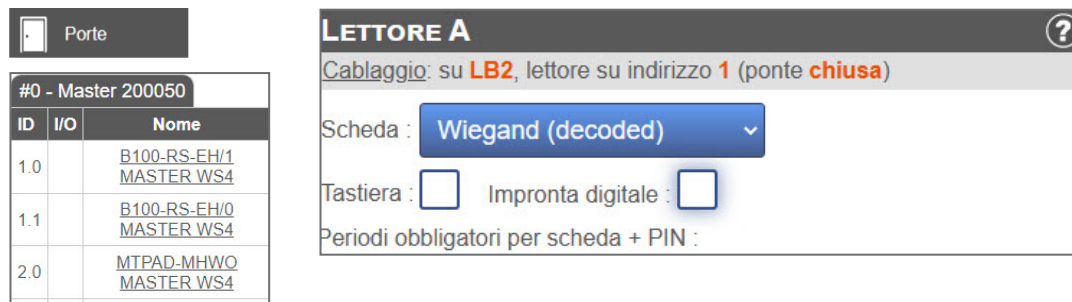 Porte
#0 - Master 200050
ID I/O Nome
1.0 B100-RS-EH/1
MASTER WS4
1.1 B100-RS-EH/0
MASTER WS4
2.0 MTPAD-MHWO
MASTER WS4
LETTORE A ?
Cablaggio: su LB2, lettore su indirizzo 1 (ponte chiusa)
Scheda : Wiegand (decoded)
Tastiera : Impronta digitale :
Periodi obbligatori per scheda + PIN :